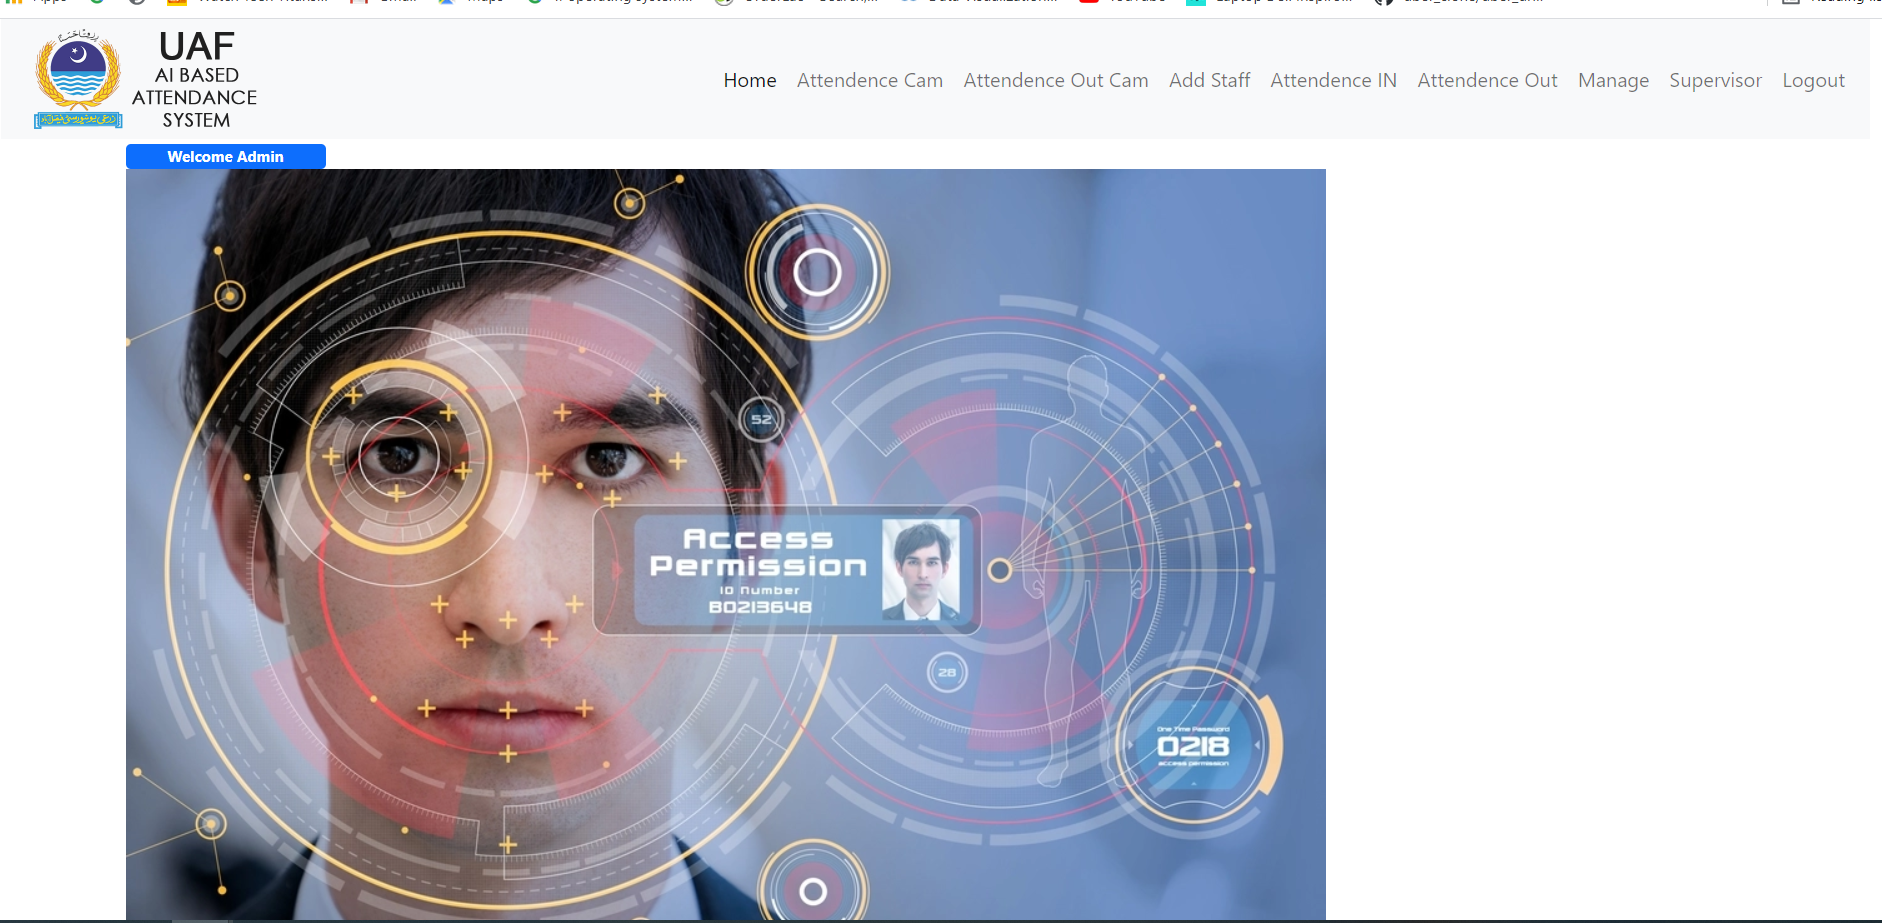 UAF
AI BASED
ATTENDANCE
SYSTEM
Home Attendence Cam Attendence Out Cam Add Staff Attendence IN Attendence Out Manage Supervisor Logout
Welcome Admin
52
Access
Permission
ID Number
B0213648
28
One Time Password
0218
access permission